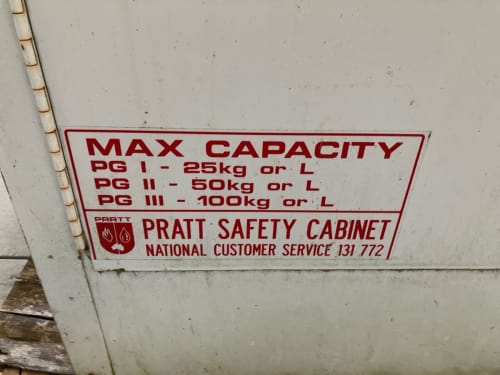 MAX CAPACITY
PG I - 25kg or L
PG II - 50kg or L
PG III - 100kg or L
PRATT
PRATT SAFETY CABINET
NATIONAL CUSTOMER SERVICE 131 772